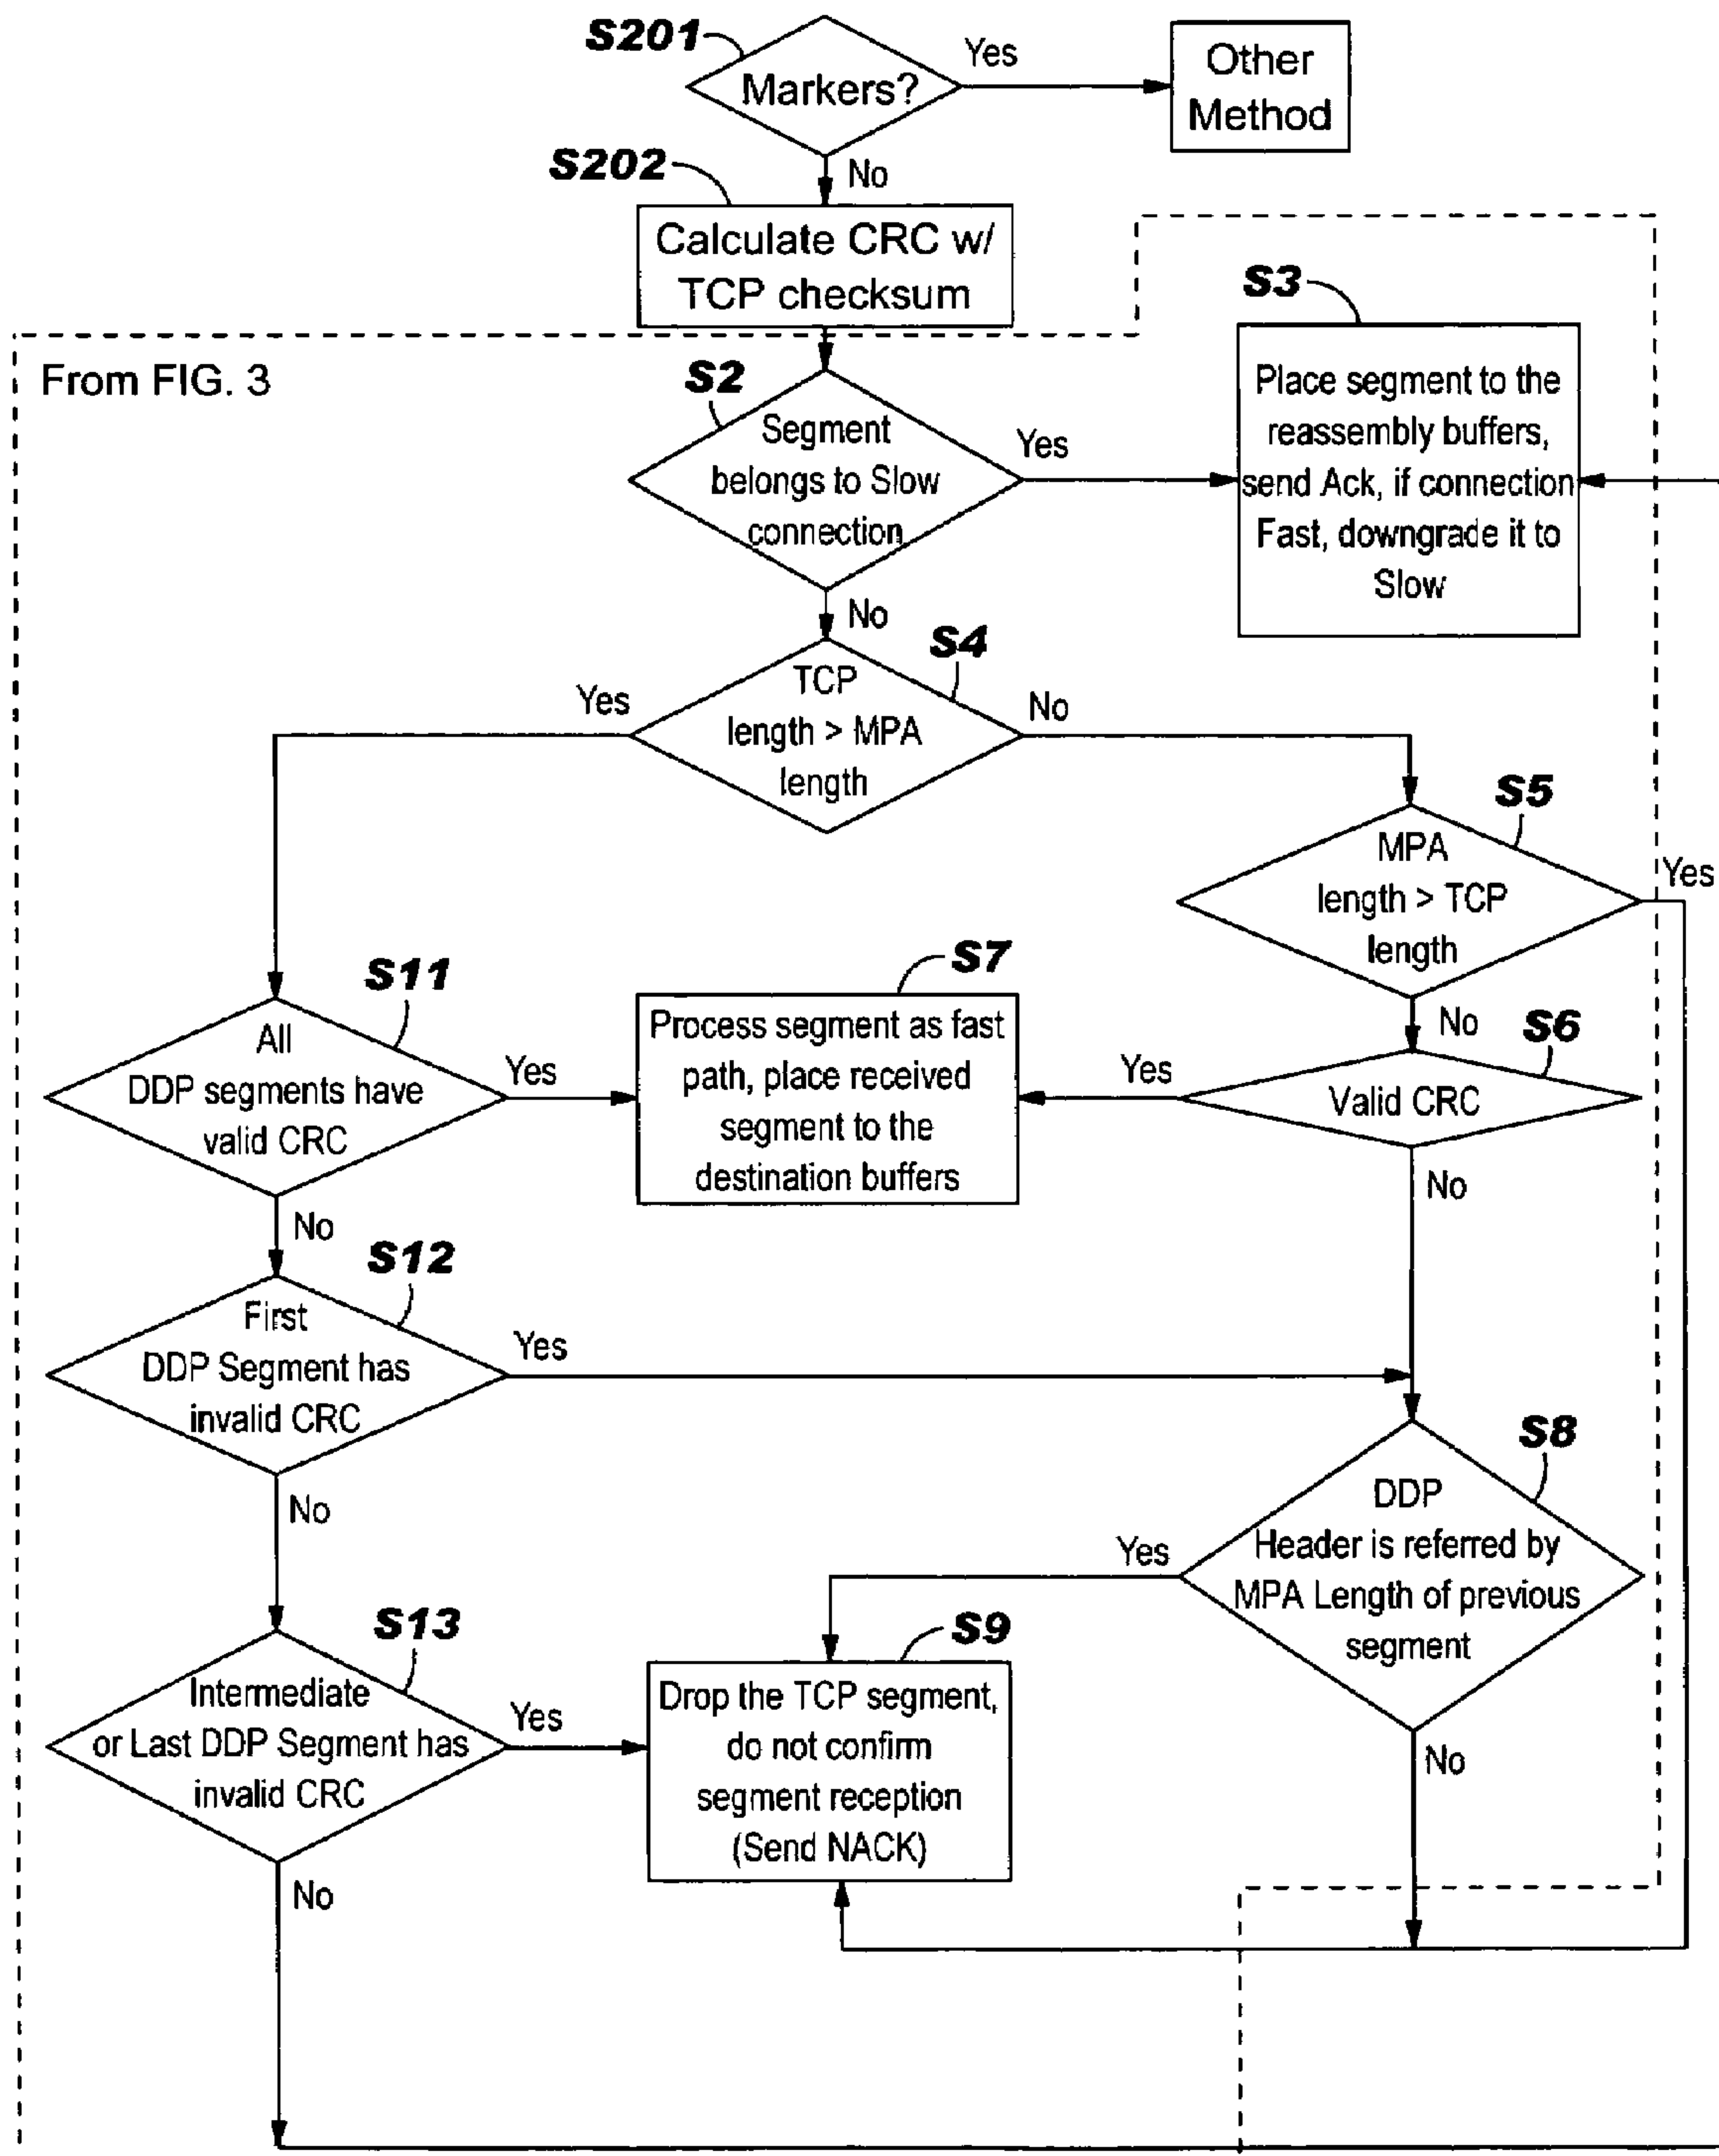 S201
Markers?
Yes
Other
Method
No
S202
Calculate CRC w/
TCP checksum
From FIG. 3
S2
Segment
belongs to Slow
connection
Yes
S3
Place segment to the
reassembly buffers,
send Ack, if connection
Fast, downgrade it to
Slow
No
S4
TCP
length > MPA
length
Yes
No
S5
MPA
length > TCP
length
Yes
No
S11
All
DDP segments have
valid CRC
Yes
S7
Process segment as fast
path, place received
segment to the
destination buffers
S6
Valid CRC
Yes
No
No
S12
First
DDP Segment has
invalid CRC
Yes
No
S8
DDP
Header is referred by
MPA Length of previous
segment
Yes
No
S13
Intermediate
or Last DDP Segment has
invalid CRC
Yes
S9
Drop the TCP segment,
do not confirm
segment reception
(Send NACK)
No